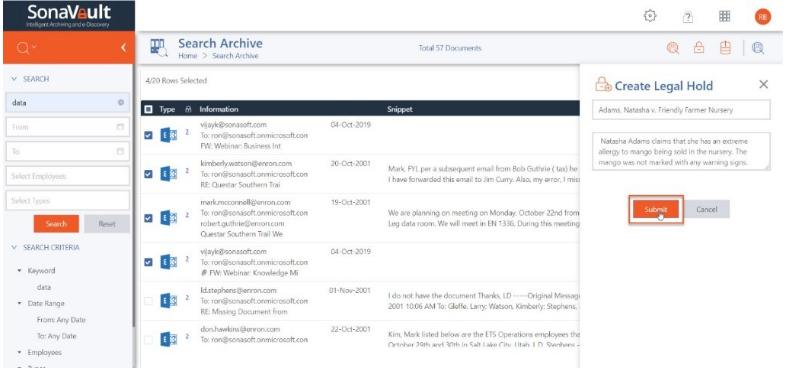 SonaVault
Intelligent Archiving and e-Discovery
RE
Search Archive
Home > Search Archive
Total 57 Documents
SEARCH
data
From
To
Select Employees
Select Types
Search Reset
SEARCH CRITERIA
Keyword
data
Date Range
From: Any Date
To: Any Date
Employees
4/20 Rows Selected
Type Information Snippet
2 vijayk@sonasoft.com 04-Oct-2019
To: ron@sonasoft.onmicrosoft.com
FW: Webinar: Business Int
kimberly.watson@enron.com 26-Oct-2001
2 To: ron@sonasoft.onmicrosoft.com
RE: Questar Southern Trai
Mark, FYI, per a subsequent email from Bob Guthrie ( tax) he
I have forwarded this email to Jim Curry. Also, my error, I miss
mark.mcconnell@enron.com 19-Oct-2001
2 To: ron@sonasoft.onmicrosoft.com
robert.guthrie@enron.com
Questar Southern Trail We
We are planning on meeting on Monday, October 22nd from
Leg data room. We will meet in EN 1336. During this meeting
vijayk@sonasoft.com 04-Oct-2019
2 To: ron@sonasoft.onmicrosoft.com
FW: Webinar: Knowledge Mi
ld.stephens@enron.com 01-Nov-2001
2 To: ron@sonasoft.onmicrosoft.com
RE: Missing Document from
I do not have the document Thanks, LD -----Original Message
2001 10:06 AM To: Gleffe, Larry; Watson, Kimberly; Stephens,
don.hawkins@enron.com 22-Oct-2001
2 To: ron@sonasoft.onmicrosoft.com
Kim, Mark listed below are the ETS Operations employees tha
October 29th and 30th in Salt Lake City, Utah. L.D. Stephens -
Create Legal Hold
Adams, Natasha v. Friendly Farmer Nursery
Natasha Adams claims that she has an extreme
allergy to mango being sold in the nursery. The
mango was not marked with any warning signs.
Submit Cancel